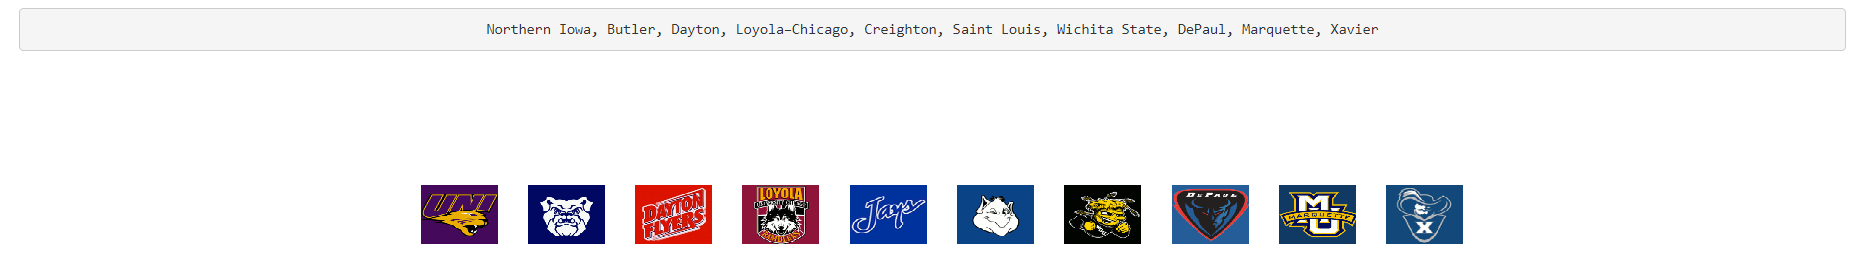 Northern Iowa, Butler, Dayton, Loyola–Chicago, Creighton, Saint Louis, Wichita State, DePaul, Marquette, Xavier
UNI
DAYTON
FLYERS
LOYOLA
RAMBLERS
Jays
DEPAUL
MU
MARQUETTE
X